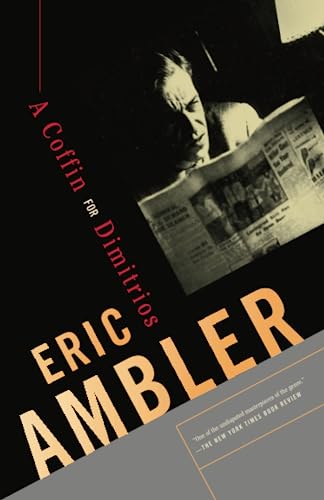 A Coffin FOR Dimitrios
ERIC
AMBLER
"One of the undisputed masterpieces of the genre."
—THE NEW YORK TIMES BOOK REVIEW